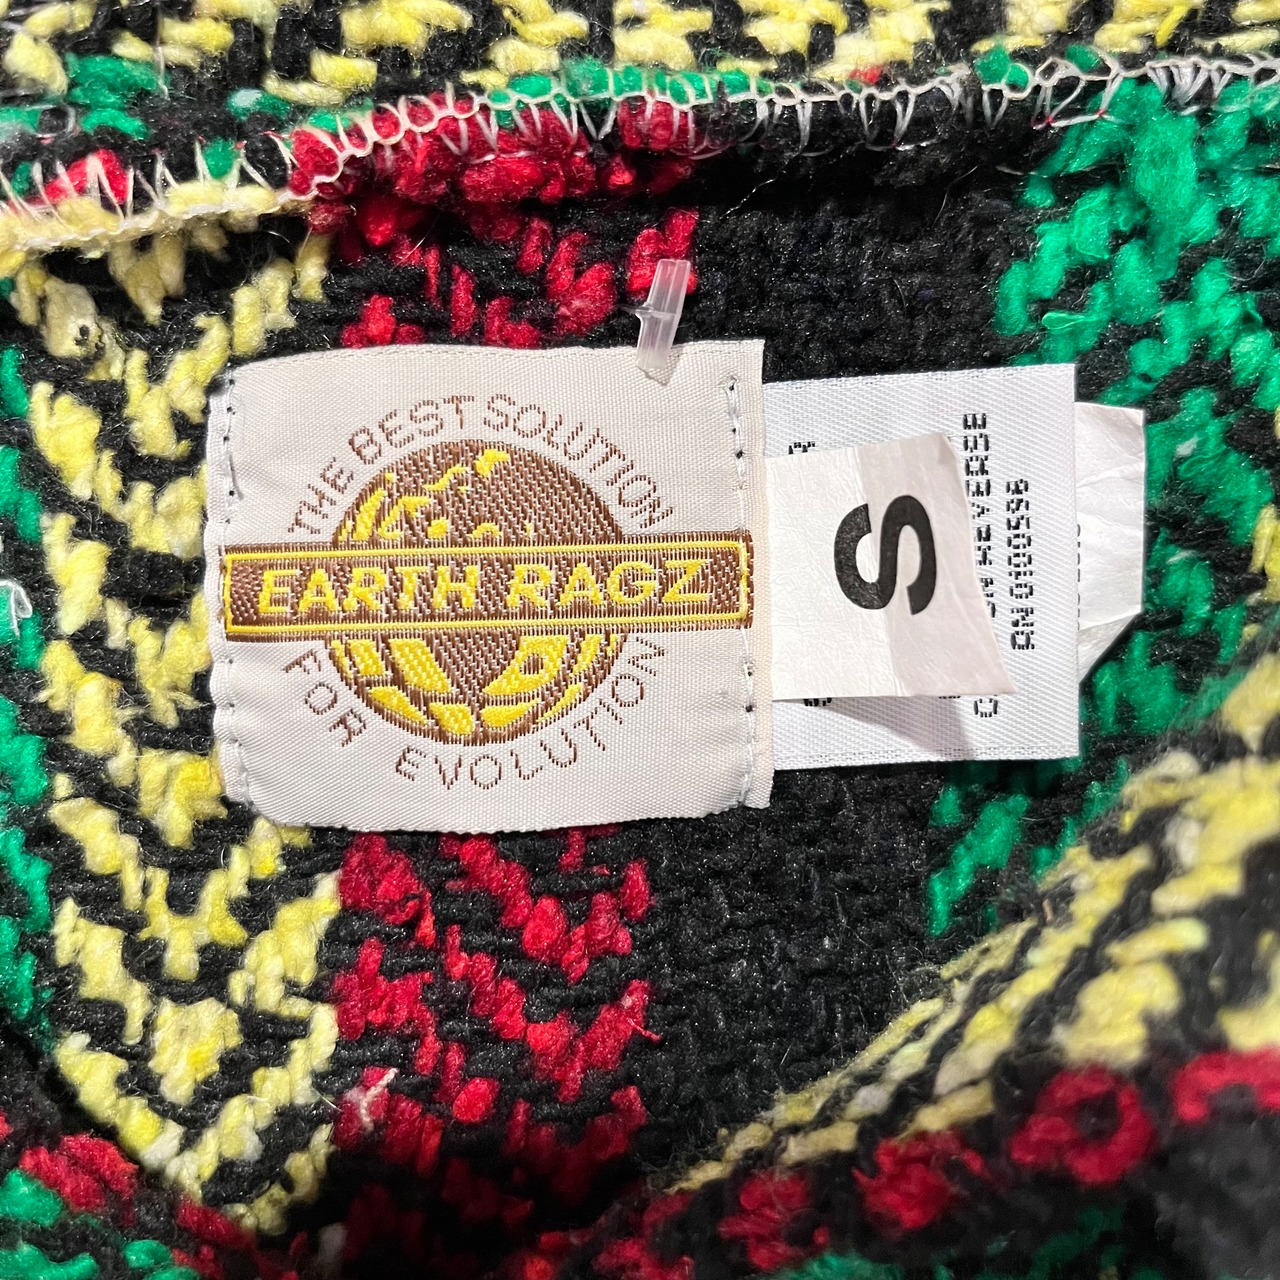 THE BEST SOLUTION
EARTH RAGZ
FOR EVOLUTION
S